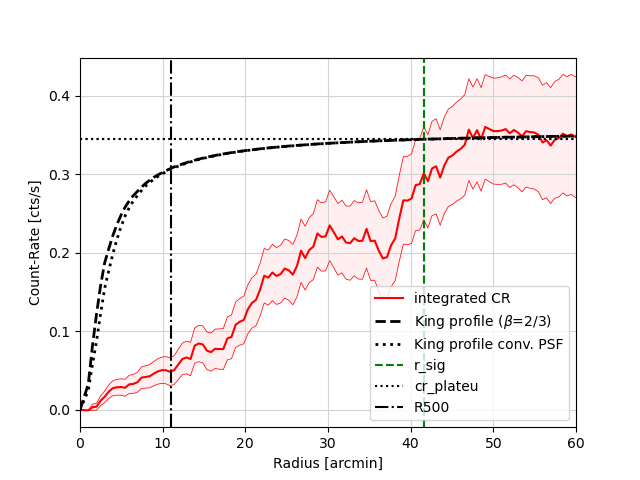 0.4
0.3
0.2
0.1
0.0
Count-Rate [cts/s]
integrated CR
King profile (β=2/3)
King profile conv. PSF
r_sig
cr_plateu
R500
0 10 20 30 40 50 60
Radius [arcmin]